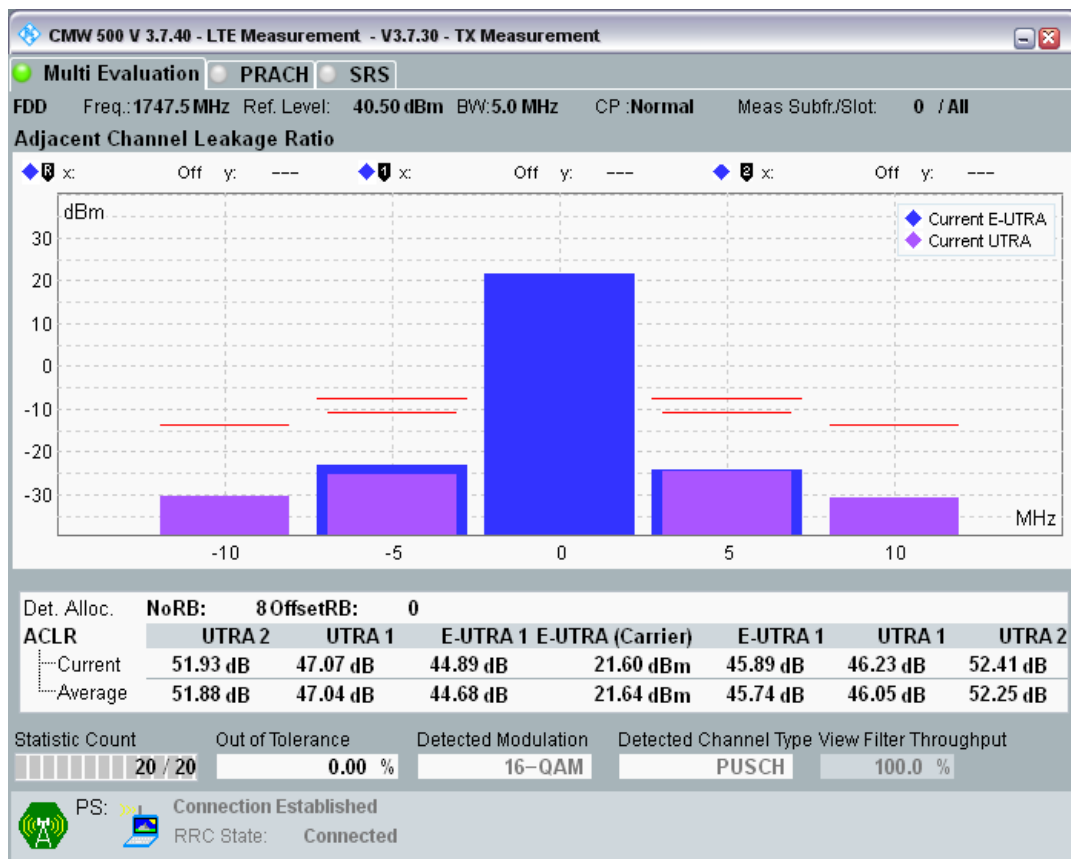 CMW 500 V 3.7.40 - LTE Measurement - V3.7.30 - TX Measurement
Multi Evaluation PRACH SRS
FDD Freq.:1747.5 MHz Ref. Level: 40.50 dBm BW:5.0 MHz CP :Normal Meas Subfr./Slot: 0 / All
Adjacent Channel Leakage Ratio
R x: Off y: --- 1 x: Off y: --- 2 x: Off y: ---
dBm
Current E-UTRA
Current UTRA
30
20
10
0
-10
-20
-30
MHz
-10 -5 0 5 10
Det. Alloc. NoRB: 8 OffsetRB: 0
ACLR UTRA 2 UTRA 1 E-UTRA 1 E-UTRA (Carrier) E-UTRA 1 UTRA 1 UTRA 2
Current 51.93 dB 47.07 dB 44.89 dB 21.60 dBm 45.89 dB 46.23 dB 52.41 dB
Average 51.88 dB 47.04 dB 44.68 dB 21.64 dBm 45.74 dB 46.05 dB 52.25 dB
Statistic Count Out of Tolerance Detected Modulation Detected Channel Type View Filter Throughput
20 / 20 0.00 % 16-QAM PUSCH 100.0 %
PS: Connection Established
RRC State: Connected